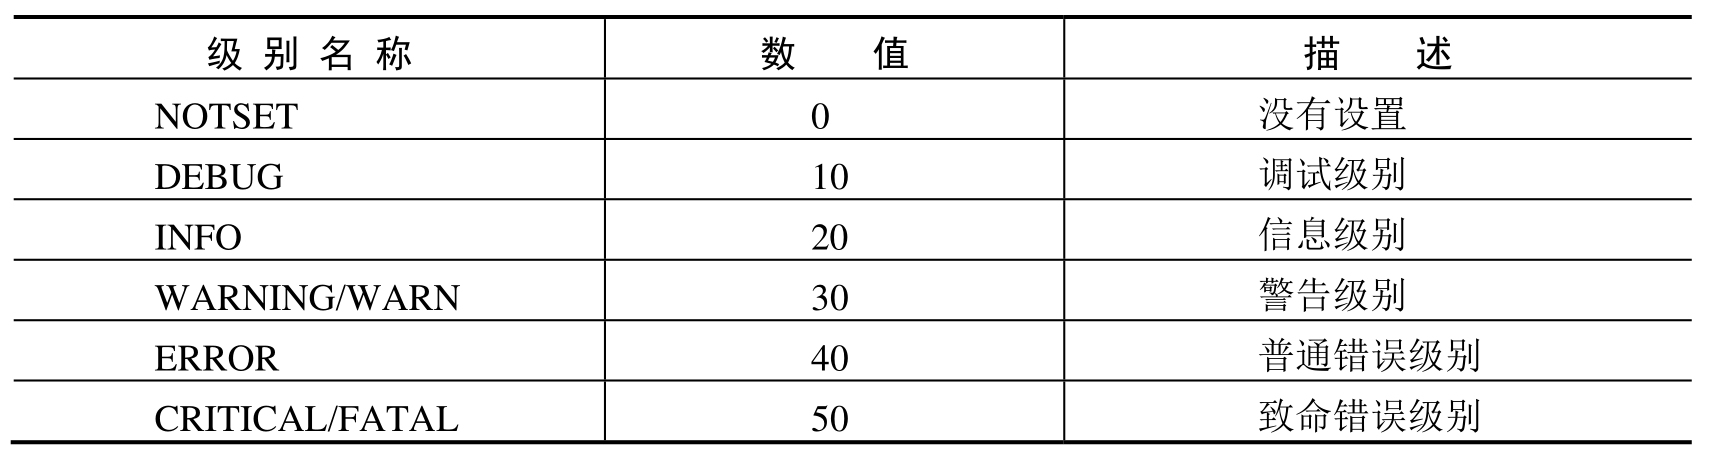 级别名称 数值 描述
NOTSET 0 没有设置
DEBUG 10 调试级别
INFO 20 信息级别
WARNING/WARN 30 警告级别
ERROR 40 普通错误级别
CRITICAL/FATAL 50 致命错误级别